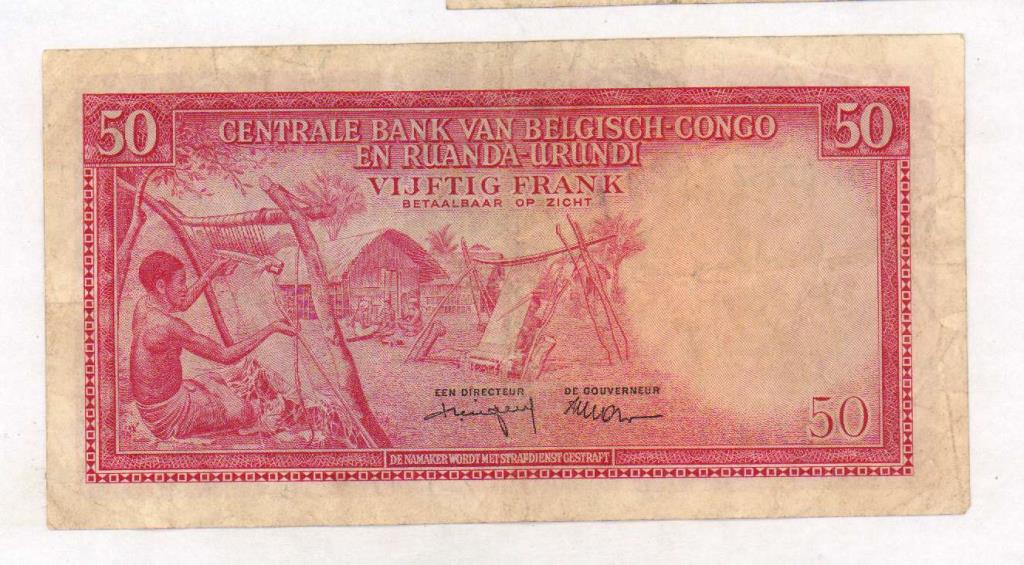 50
50
CENTRALE BANK VAN BELGISCH-CONGO
EN RUANDA-URUNDI
VIJFTIG FRANK
BETAALBAAR OP ZICHT
EEN DIRECTEUR
DE GOUVERNEUR
50
DE NAMAKER WORDT MET STRAFDIENST GESTRAFT